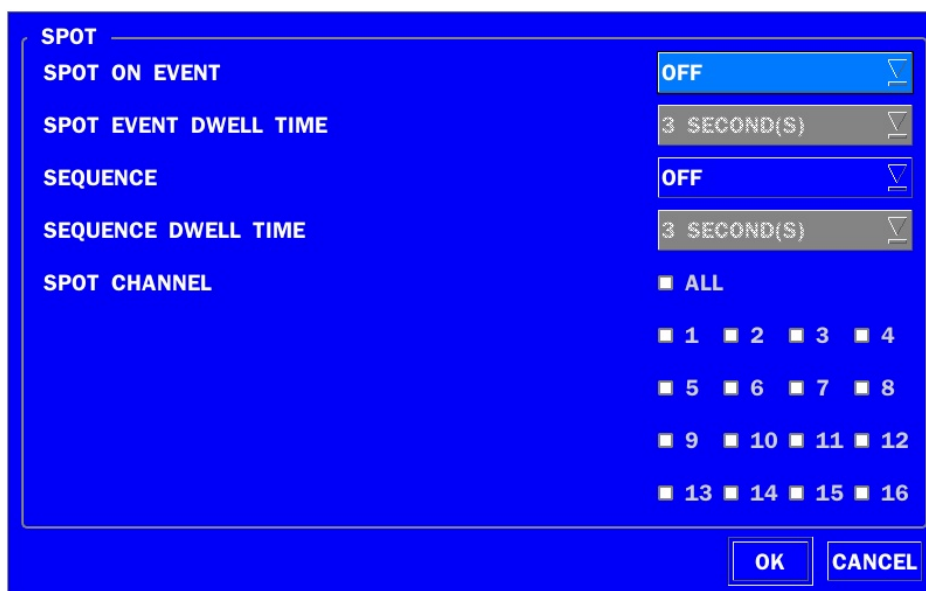 SPOT
SPOT ON EVENT OFF
SPOT EVENT DWELL TIME 3 SECOND(S)
SEQUENCE OFF
SEQUENCE DWELL TIME 3 SECOND(S)
SPOT CHANNEL ALL
1 2 3 4
5 6 7 8
9 10 11 12
13 14 15 16
OK CANCEL